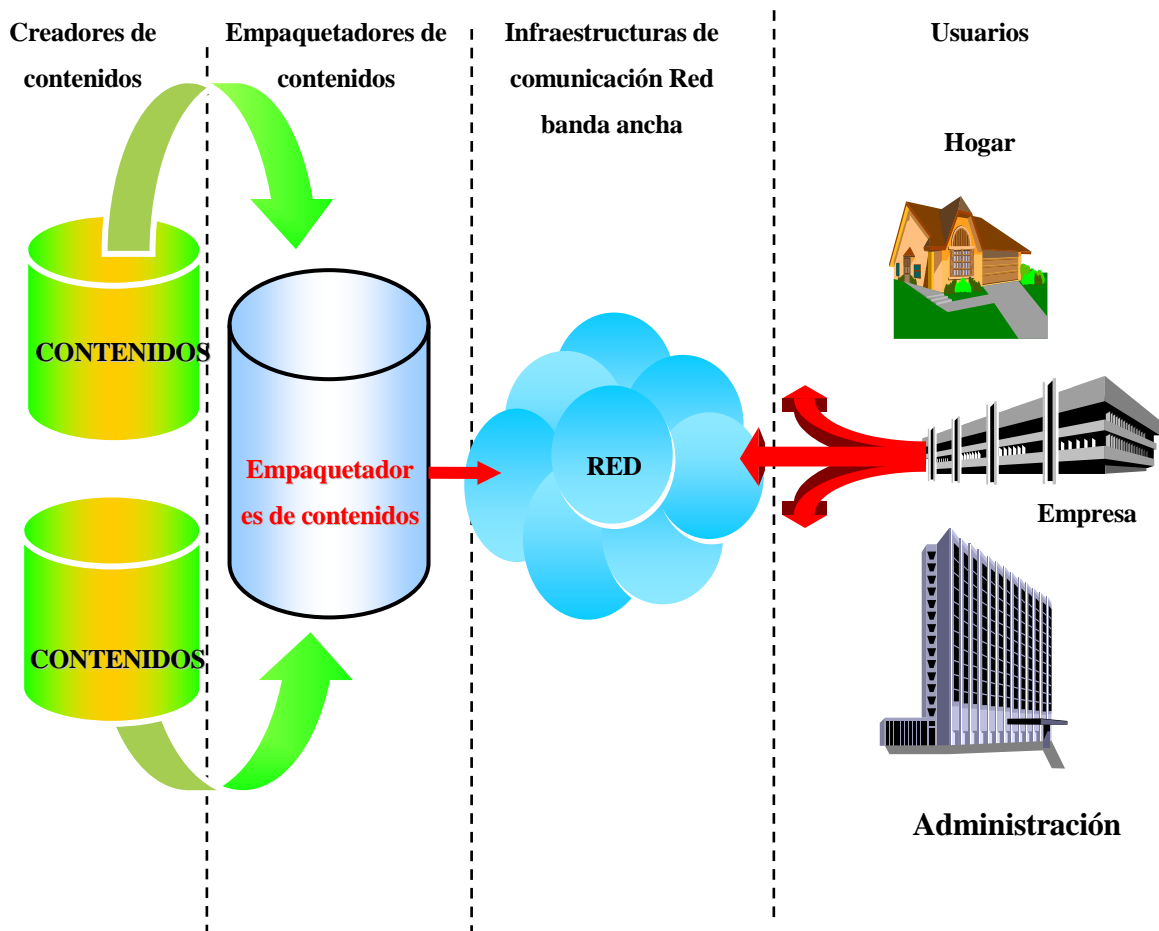 Creadores de
contenidos
Empaquetadores de
contenidos
Infraestructuras de
comunicación Red
banda ancha
Usuarios
Hogar
CONTENIDOS
Empaquetador
es de contenidos
RED
Empresa
CONTENIDOS
Administración